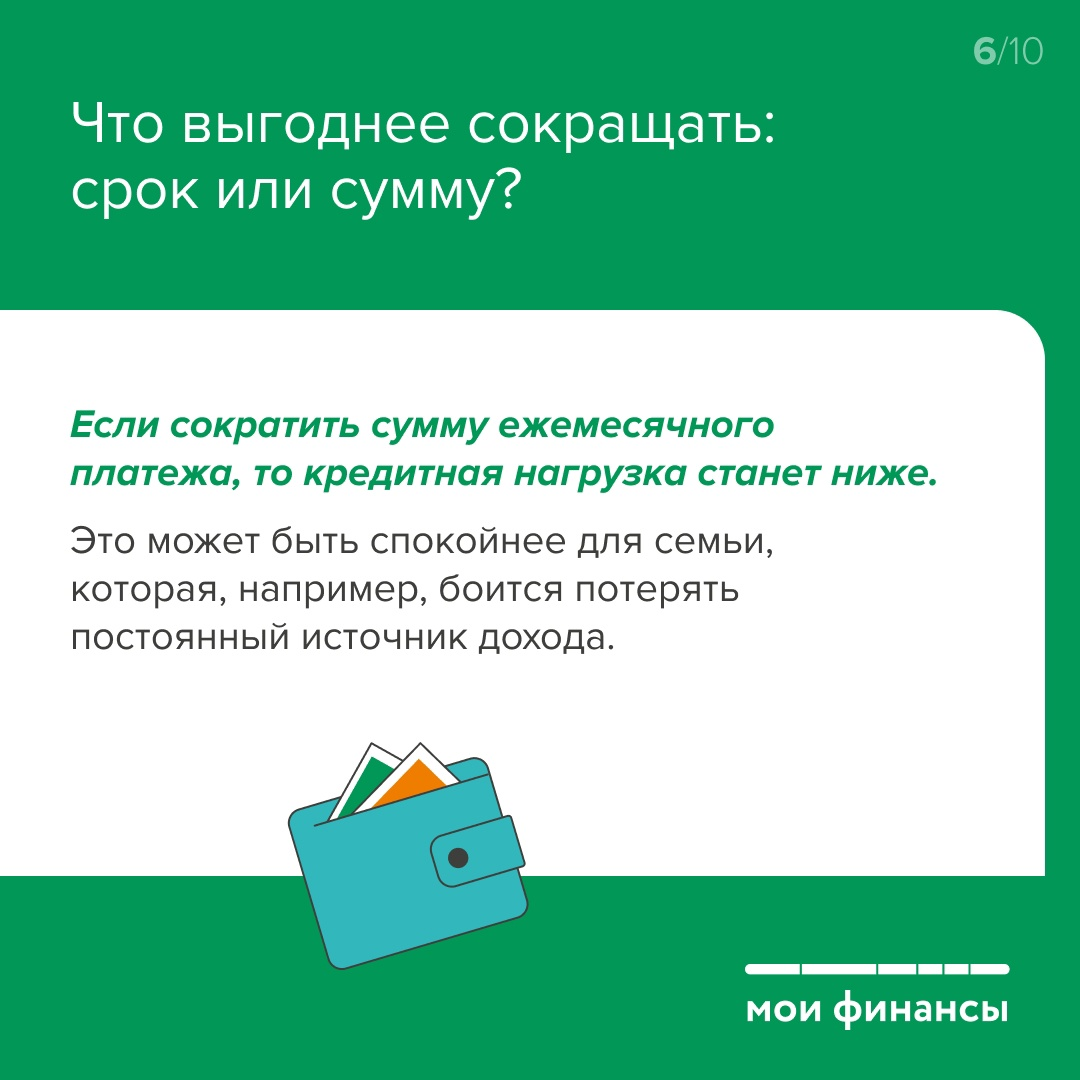 6/10
Что выгоднее сокращать:
срок или сумму?
Если сократить сумму ежемесячного
платежа, то кредитная нагрузка станет ниже.
Это может быть спокойнее для семьи,
которая, например, боится потерять
постоянный источник дохода.
мои финансы